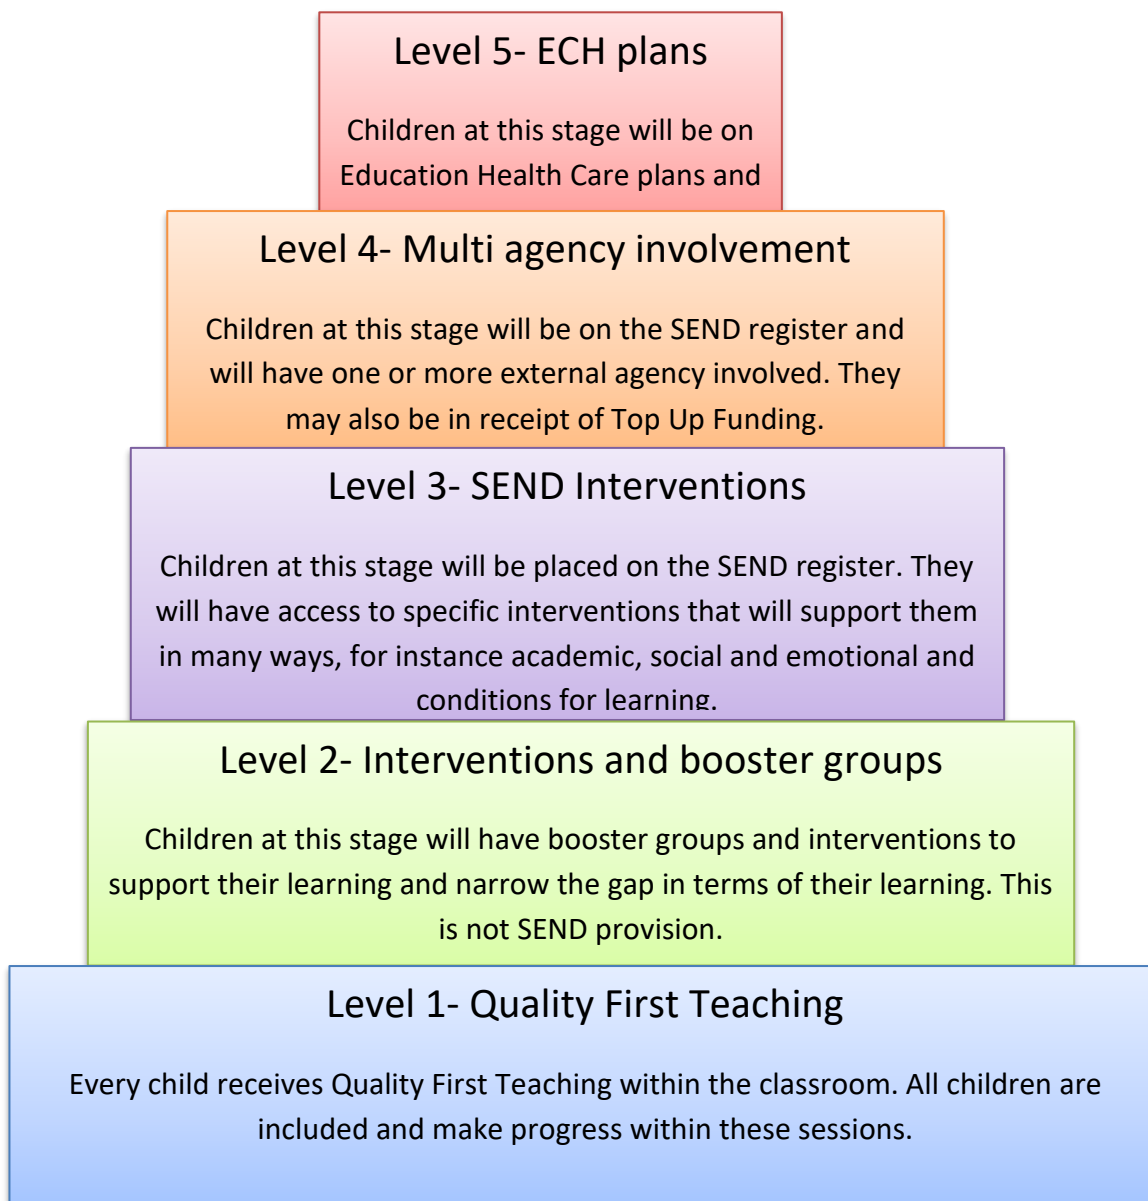 Level 5- ECH plans
Children at this stage will be on
Education Health Care plans and
Level 4- Multi agency involvement
Children at this stage will be on the SEND register and
will have one or more external agency involved. They
may also be in receipt of Top Up Funding.
Level 3- SEND Interventions
Children at this stage will be placed on the SEND register. They
will have access to specific interventions that will support them
in many ways, for instance academic, social and emotional and
conditions for learning.
Level 2- Interventions and booster groups
Children at this stage will have booster groups and interventions to
support their learning and narrow the gap in terms of their learning. This
is not SEND provision.
Level 1- Quality First Teaching
Every child receives Quality First Teaching within the classroom. All children are
included and make progress within these sessions.